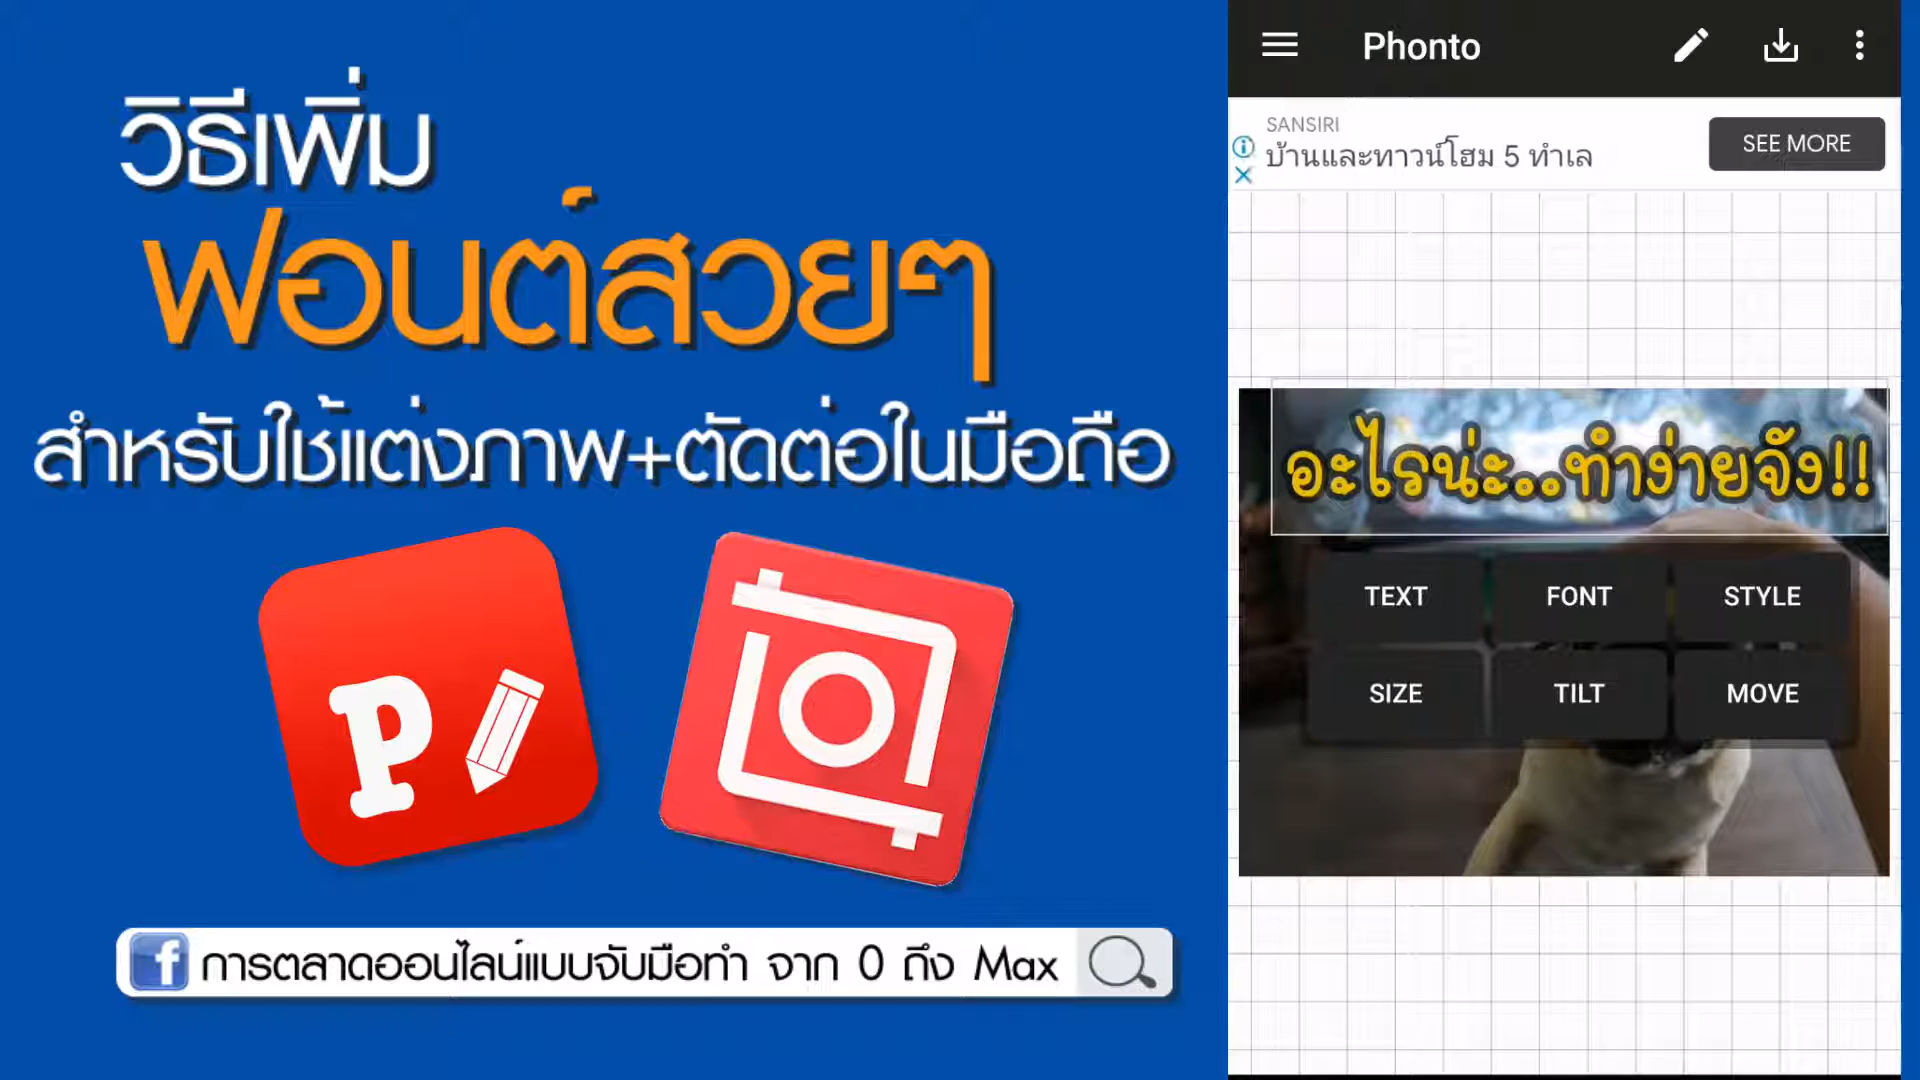 วิธีเพิ่ม
ฟอนต์สวยๆ
สำหรับใช้แต่งภาพ+ตัดต่อในมือถือ
P
การตลาดออนไลน์แบบจับมือทำ จาก 0 ถึง Max
Phonto
SANSIRI
บ้านและทาวน์โฮม 5 ทำเล
SEE MORE
อะไรน่ะ..ทำง่ายจัง!!
TEXT FONT STYLE
SIZE TILT MOVE